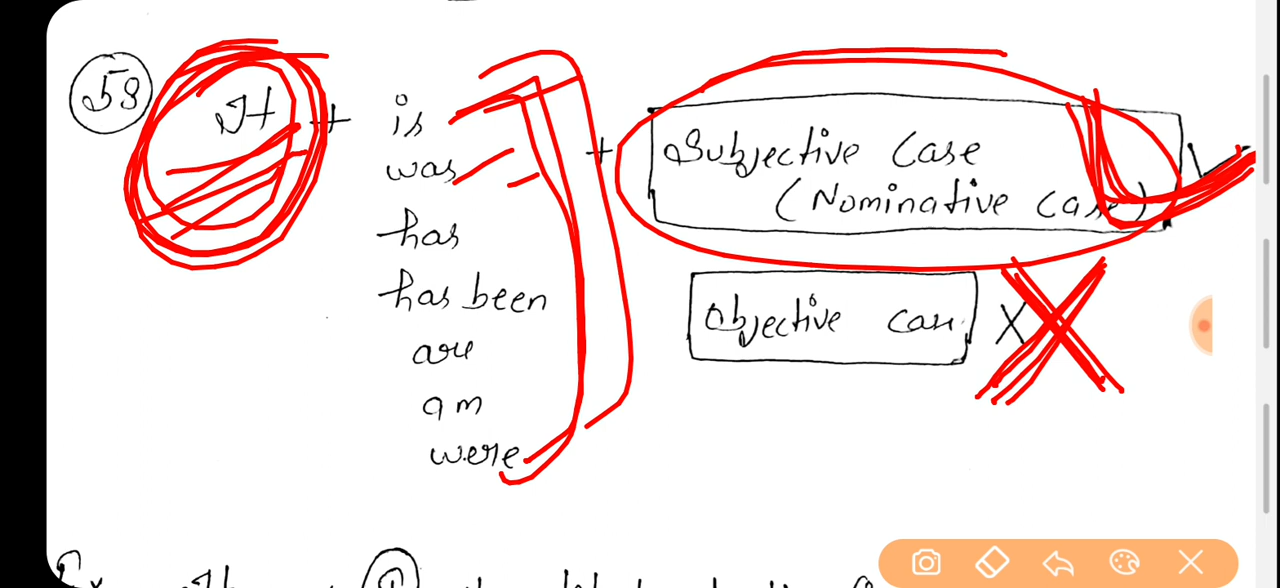 58 It + is + Subjective Case
was (Nominative case) ✓
has
has been Objective case X
are
am
were